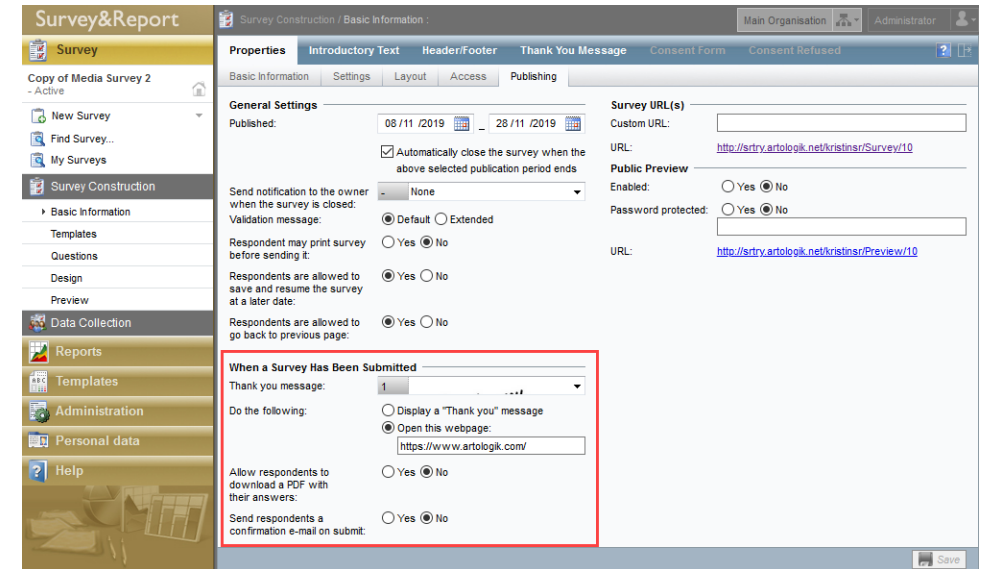 Survey&Report
Survey Construction / Basic Information :
Main Organisation
Administrator
Survey
Copy of Media Survey 2
- Active
New Survey
Find Survey...
My Surveys
Survey Construction
Basic Information
Templates
Questions
Design
Preview
Data Collection
Reports
ABC
Templates
Administration
Personal data
? Help
Properties Introductory Text Header/Footer Thank You Message Consent Form Consent Refused ?
Basic Information Settings Layout Access Publishing
General Settings
Published: 08 /11 /2019 _ 28 /11 /2019
Automatically close the survey when the
above selected publication period ends
Send notification to the owner - None
when the survey is closed:
Validation message: Default Extended
Respondent may print survey Yes No
before sending it:
Respondents are allowed to Yes No
save and resume the survey
at a later date:
Respondents are allowed to Yes No
go back to previous page:
When a Survey Has Been Submitted
Thank you message: 1
Do the following: Display a "Thank you" message
Open this webpage:
https://www.artologik.com/
Allow respondents to Yes No
download a PDF with
their answers:
Send respondents a Yes No
confirmation e-mail on submit:
Survey URL(s)
Custom URL:
URL: http://srtry.artologik.net/kristinsr/Survey/10
Public Preview
Enabled: Yes No
Password protected: Yes No
URL: http://srtry.artologik.net/kristinsr/Preview/10
Save